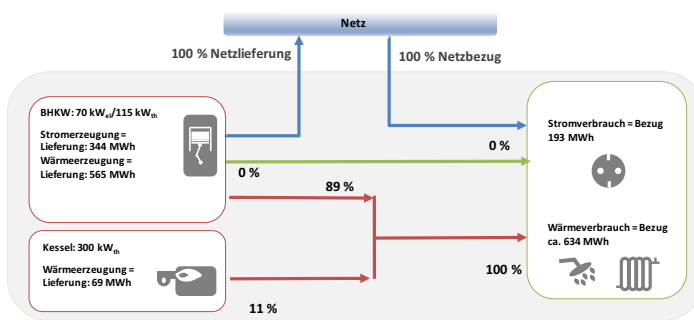 Netz
100 % Netzlieferung
100 % Netzbezug
BHKW: 70 kWel/115 kWth
Stromerzeugung =
Lieferung: 344 MWh
Wärmeerzeugung =
Lieferung: 565 MWh
0 %
0 %
89 %
Stromverbrauch = Bezug
193 MWh
Kessel: 300 kWth
Wärmeerzeugung =
Lieferung: 69 MWh
11 %
100 %
Wärmeverbrauch = Bezug
ca. 634 MWh